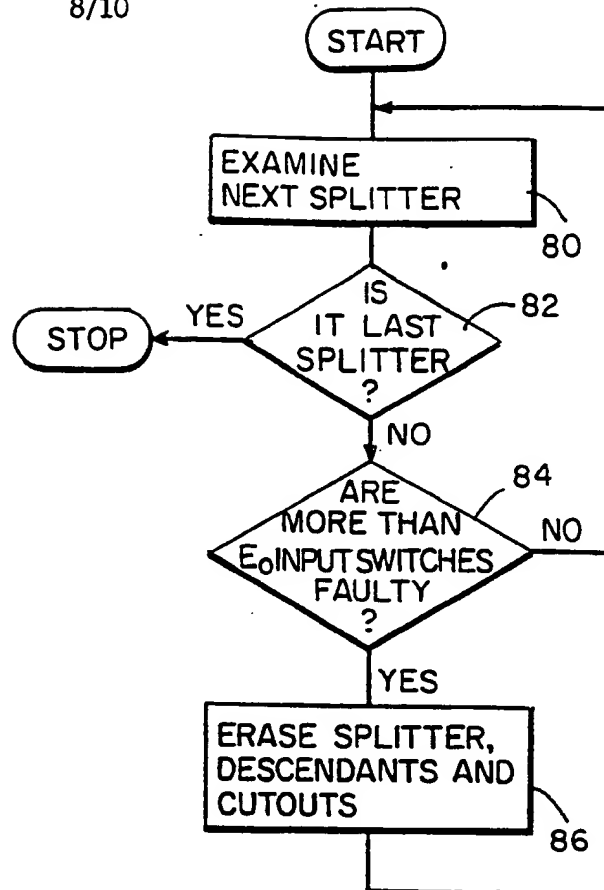 8/10
START
EXAMINE
NEXT SPLITTER
80
IS
IT LAST
SPLITTER
?
82
YES
STOP
NO
84
ARE
MORE THAN
E₀ INPUT SWITCHES
FAULTY
?
NO
YES
ERASE SPLITTER,
DESCENDANTS AND
CUTOUTS
86